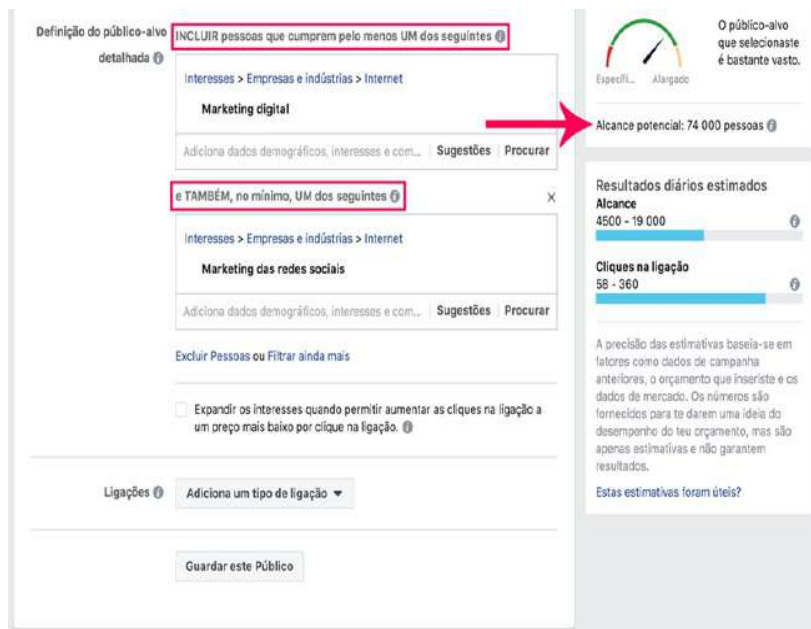 Definição do público-alvo
detalhada
INCLUIR pessoas que cumprem pelo menos UM dos seguintes
Interesses > Empresas e indústrias > Internet
Marketing digital
Adiciona dados demográficos, interesses e com... Sugestões Procurar
e TAMBÉM, no mínimo, UM dos seguintes
Interesses > Empresas e indústrias > Internet
Marketing das redes sociais
Adiciona dados demográficos, interesses e com... Sugestões Procurar
Excluir Pessoas ou Filtrar ainda mais
Expandir os interesses quando permitir aumentar as cliques na ligação a
um preço mais baixo por clique na ligação.
Ligações Adiciona um tipo de ligação
Guardar este Público
Específi... Alargado
O público-alvo
que selecionaste
é bastante vasto.
Alcance potencial: 74 000 pessoas
Resultados diários estimados
Alcance
4500 - 19 000
Cliques na ligação
58 - 360
A precisão das estimativas baseia-se em
fatores como dados de campanha
anteriores, o orçamento que inseriste e os
dados de mercado. Os números são
fornecidos para te darem uma ideia do
desempenho do teu orçamento, mas são
apenas estimativas e não garantem
resultados.
Estas estimativas foram úteis?